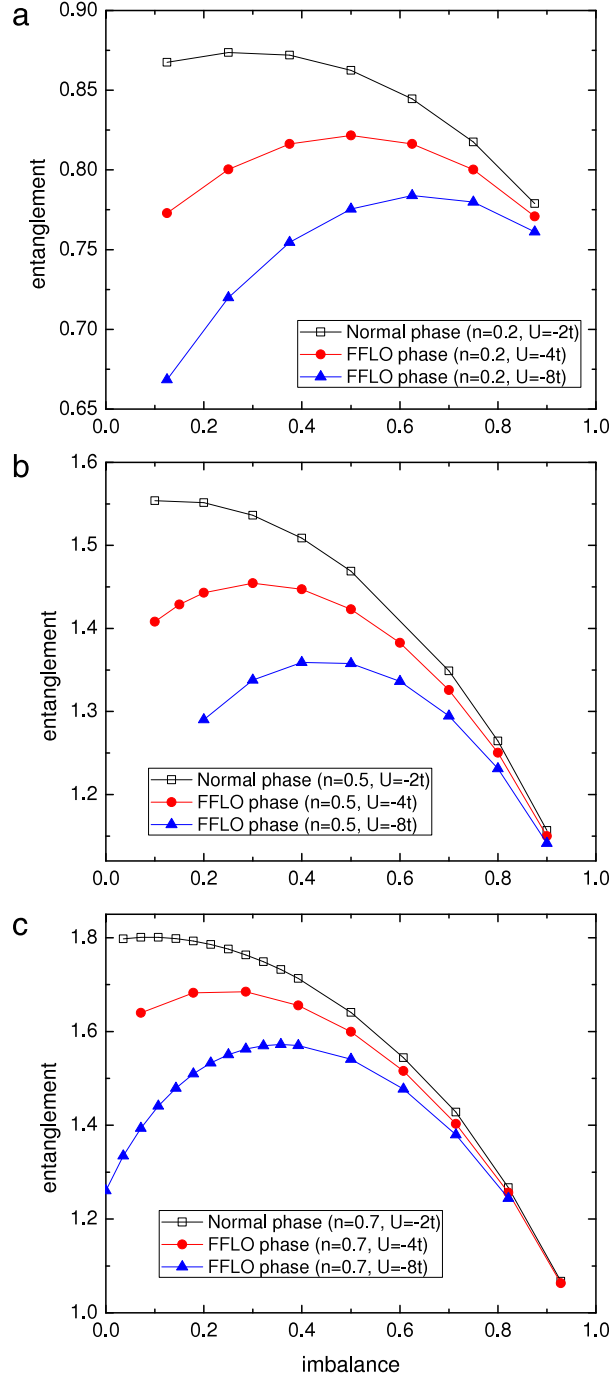 a
0.90
0.85
0.80
0.75
0.70
0.65
entanglement
Normal phase (n=0.2, U=-2t)
FFLO phase (n=0.2, U=-4t)
FFLO phase (n=0.2, U=-8t)
0.0 0.2 0.4 0.6 0.8 1.0
b
1.6
1.5
1.4
1.3
1.2
entanglement
Normal phase (n=0.5, U=-2t)
FFLO phase (n=0.5, U=-4t)
FFLO phase (n=0.5, U=-8t)
0.0 0.2 0.4 0.6 0.8 1.0
c
1.8
1.6
1.4
1.2
1.0
entanglement
Normal phase (n=0.7, U=-2t)
FFLO phase (n=0.7, U=-4t)
FFLO phase (n=0.7, U=-8t)
0.0 0.2 0.4 0.6 0.8 1.0
imbalance